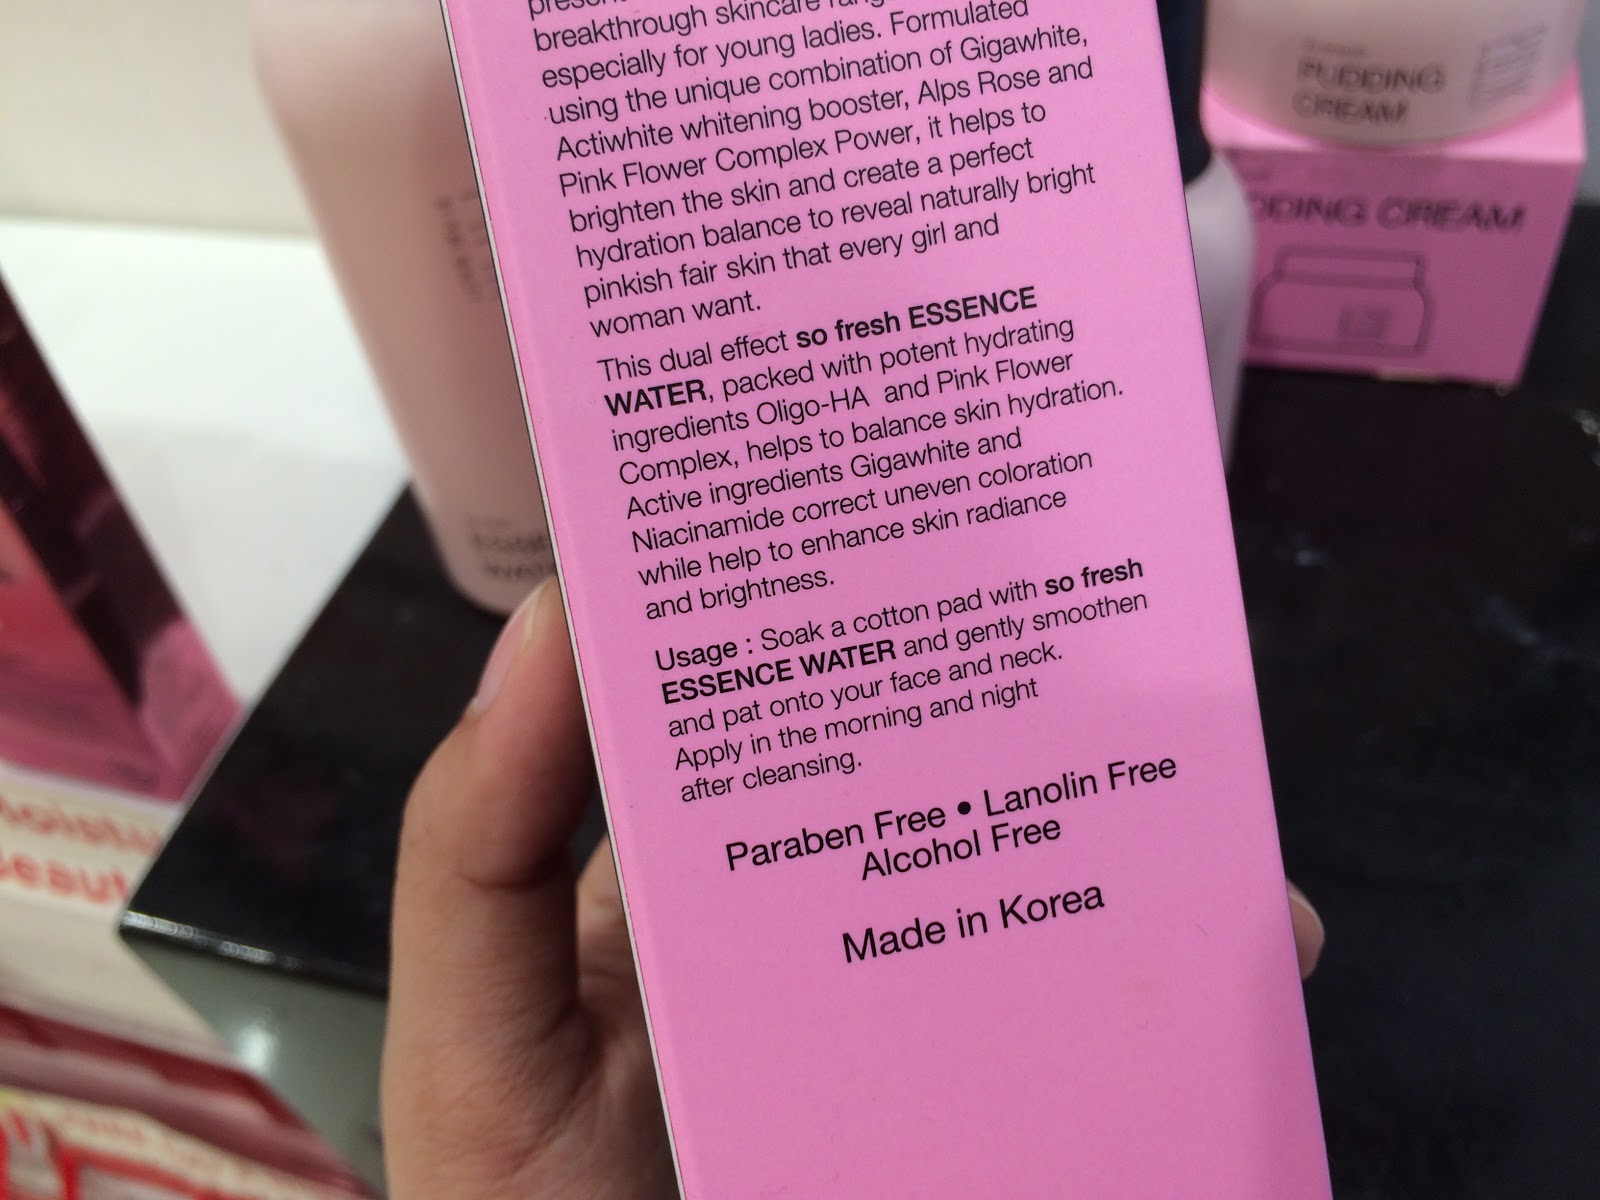 breakthrough skincare
especially for young ladies. Formulated
using the unique combination of Gigawhite,
Actiwhite whitening booster, Alps Rose and
Pink Flower Complex Power, it helps to
brighten the skin and create a perfect
hydration balance to reveal naturally bright
pinkish fair skin that every girl and
woman want.
This dual effect so fresh ESSENCE
WATER, packed with potent hydrating
ingredients Oligo-HA and Pink Flower
Complex, helps to balance skin hydration.
Active ingredients Gigawhite and
Niacinamide correct uneven coloration
while help to enhance skin radiance
and brightness.
Usage : Soak a cotton pad with so fresh
ESSENCE WATER and gently smoothen
and pat onto your face and neck.
Apply in the morning and night
after cleansing.
Paraben Free • Lanolin Free
Alcohol Free
Made in Korea
PUDDING
CREAM
DDING CREAM